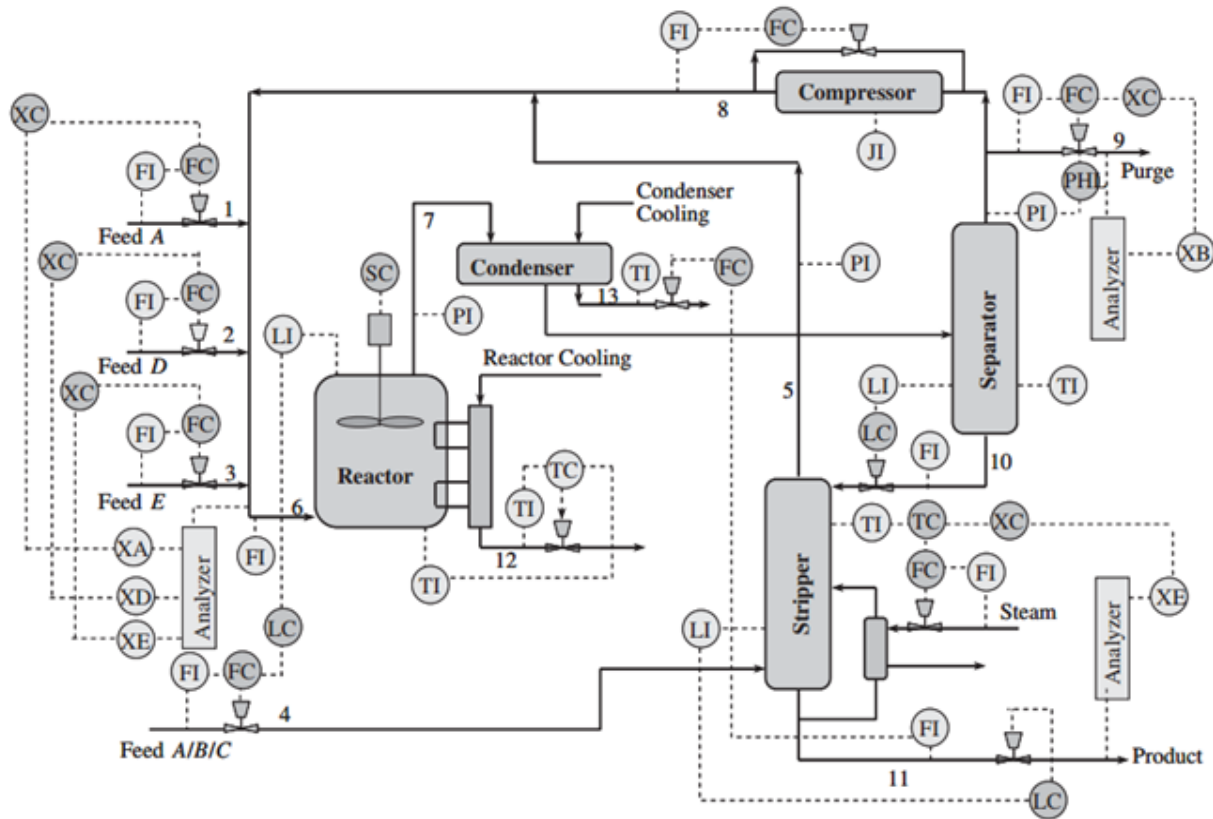 FI
FC
XC
FI
FC
1
Feed A
XC
FI
FC
2
Feed D
XC
FI
FC
3
Feed E
6
FI
XA
XD
XE
Analyzer
LC
FI
FC
4
Feed A/B/C
8
Compressor
JI
FI
FC
XC
9
Purge
PHL
PI
XB
Analyzer
Condenser
Cooling
7
Condenser
TI
FC
13
PI
SC
PI
LI
Reactor Cooling
Reactor
TC
TI
12
TI
5
Separator
LI
TI
LC
FI
10
Stripper
TI
TC
XC
FC
FI
Steam
LI
XE
Analyzer
FI
Product
11
LC